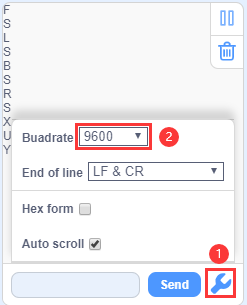 F
S
L
S
B
S
R
S
X
U
Y
Buadrate 9600 2
End of line LF & CR
Hex form
Auto scroll
1
Send